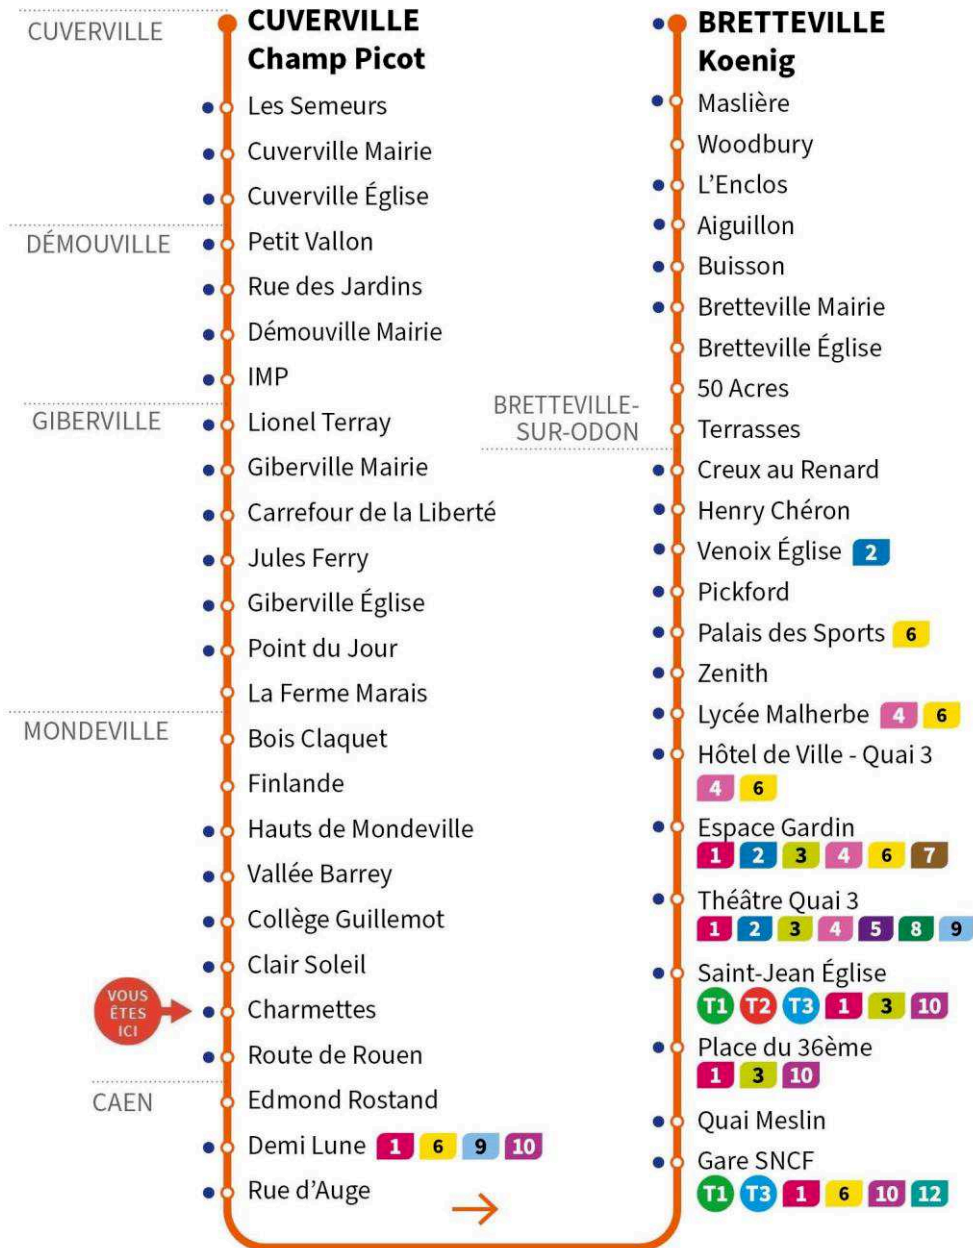 CUVERVILLE
CUVERVILLE
Champ Picot
Les Semeurs
Cuverville Mairie
Cuverville Église
DÉMOUVILLE
Petit Vallon
Rue des Jardins
Démouville Mairie
IMP
GIBERVILLE
Lionel Terray
Giberville Mairie
Carrefour de la Liberté
Jules Ferry
Giberville Église
Point du Jour
La Ferme Marais
MONDEVILLE
Bois Claquet
Finlande
Hauts de Mondeville
Vallée Barrey
Collège Guillemot
Clair Soleil
VOUS
ÊTES
ICI
Charmettes
Route de Rouen
CAEN
Edmond Rostand
Demi Lune 1 6 9 10
Rue d'Auge
BRETTEVILLE
Koenig
Maslière
Woodbury
L'Enclos
Aiguillon
Buisson
Bretteville Mairie
Bretteville Église
50 Acres
BRETTEVILLE-
SUR-ODON
Terrasses
Creux au Renard
Henry Chéron
Venoix Église 2
Pickford
Palais des Sports 6
Zenith
Lycée Malherbe 4 6
Hôtel de Ville - Quai 3
4 6
Espace Gardin
1 2 3 4 6 7
Théâtre Quai 3
1 2 3 4 5 8 9
Saint-Jean Église
T1 T2 T3 1 3 10
Place du 36ème
1 3 10
Quai Meslin
Gare SNCF
T1 T3 1 6 10 12